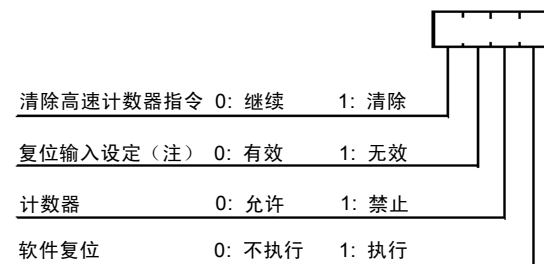 清除高速计数器指令 0: 继续 1: 清除
复位输入设定（注） 0: 有效 1: 无效
计数器 0: 允许 1: 禁止
软件复位 0: 不执行 1: 执行